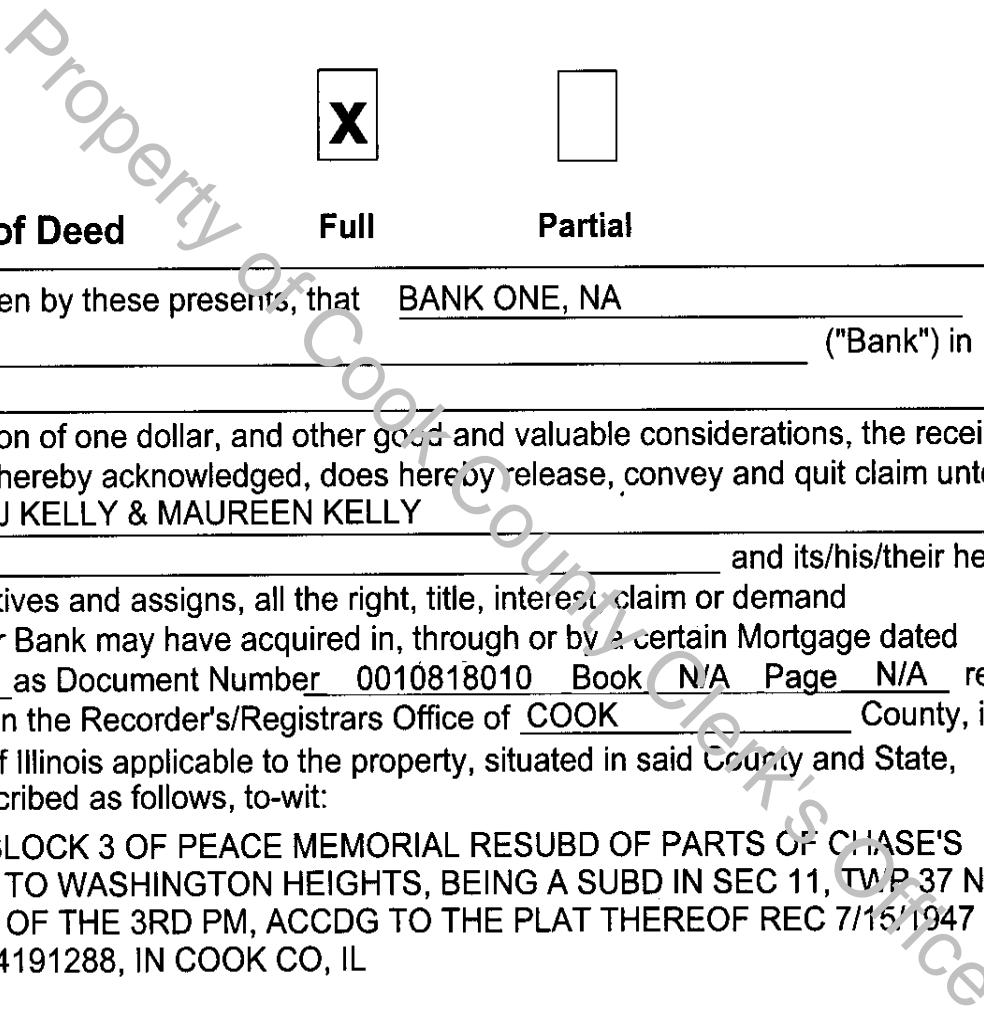 X
of Deed Full Partial
en by these presents, that BANK ONE, NA
("Bank") in
on of one dollar, and other good and valuable considerations, the recei
hereby acknowledged, does hereby release, convey and quit claim unt
J KELLY & MAUREEN KELLY
and its/his/their he
tives and assigns, all the right, title, interest, claim or demand
r Bank may have acquired in, through or by a certain Mortgage dated
as Document Number 0010818010 Book N/A Page N/A re
n the Recorder's/Registrars Office of COOK County, i
f Illinois applicable to the property, situated in said County and State,
cribed as follows, to-wit:
LOCK 3 OF PEACE MEMORIAL RESUBD OF PARTS OF CHASE'S
TO WASHINGTON HEIGHTS, BEING A SUBD IN SEC 11, TWP 37 N
OF THE 3RD PM, ACCDG TO THE PLAT THEREOF REC 7/15/1947
4191288, IN COOK CO, IL
Property of Cook County Clerk's Office